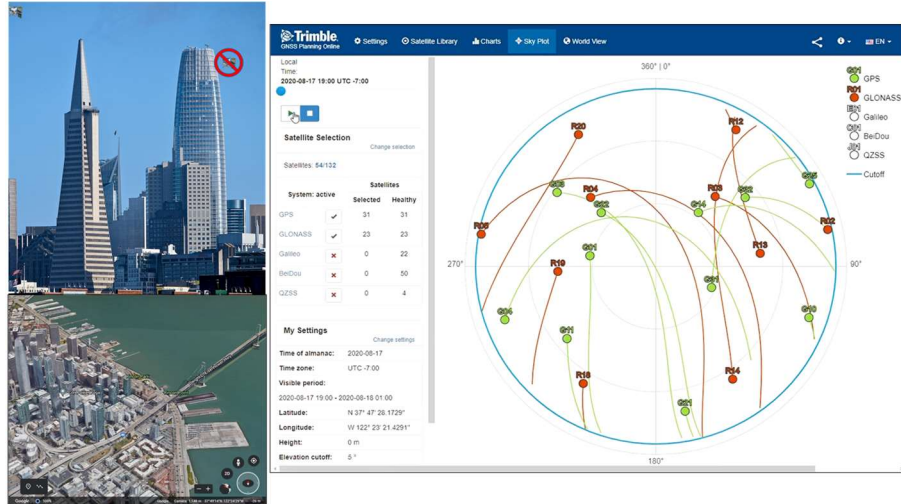 Trimble.
GNSS Planning Online
Settings
Satellite Library
Charts
Sky Plot
World View
EN
Local
Time:
2020-08-17 19:00 UTC -7:00
Satellite Selection
Change selection
Satellites: 54/132
Satellites
System: active
Selected
Healthy
GPS 31 31
GLONASS 23 23
Galileo 0 22
BeiDou 0 50
QZSS 0 4
My Settings
Change settings
Time of almanac: 2020-08-17
Time zone: UTC -7:00
Visible period:
2020-08-17 19:00 - 2020-08-18 01:00
Latitude: N 37° 47' 28.1729"
Longitude: W 122° 23' 21.4291"
Height: 0 m
Elevation cutoff: 5 °
360° | 0°
R20
R12
G25
R04
R03
G22
G14
R05
R02
G01
R13
270°
R19
90°
G31
G04
G10
G11
R18
R14
G21
180°
G01
GPS
R01
GLONASS
Galileo
BeiDou
QZSS
Cutoff
Google